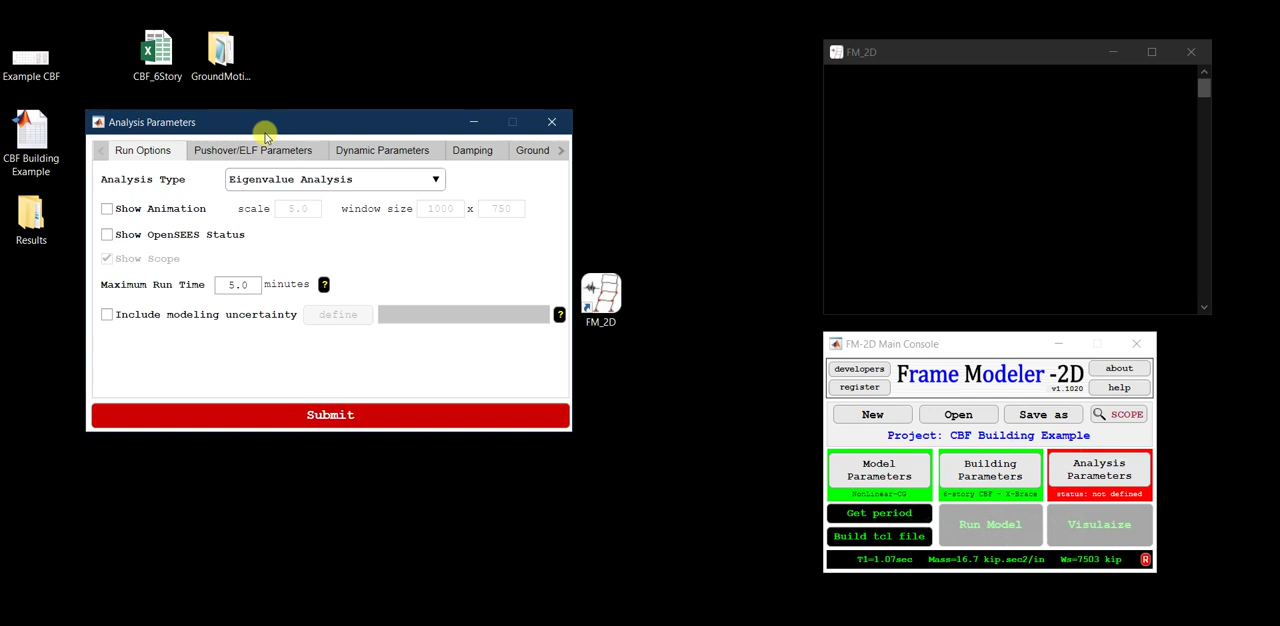 Example CBF
CBF_6Story
GroundMoti...
CBF Building
Example
Results
FM_2D
Analysis Parameters
Run Options
Pushover/ELF Parameters
Dynamic Parameters
Damping
Ground
Analysis Type
Eigenvalue Analysis
Show Animation
scale
5.0
window size
1000
x
750
Show OpenSEES Status
Show Scope
Maximum Run Time
5.0
minutes
?
Include modeling uncertainty
define
?
Submit
FM_2D
FM-2D Main Console
developers
register
Frame Modeler -2D
v1.1020
about
help
New
Open
Save as
SCOPE
Project: CBF Building Example
Model
Parameters
Nonlinear-CG
Building
Parameters
6-story CBF - X-Brace
Analysis
Parameters
status: not defined
Get period
Build tcl file
Run Model
Visulaize
T1=1.07sec
Mass=16.7 kip.sec2/in
Ws=7503 kip
R